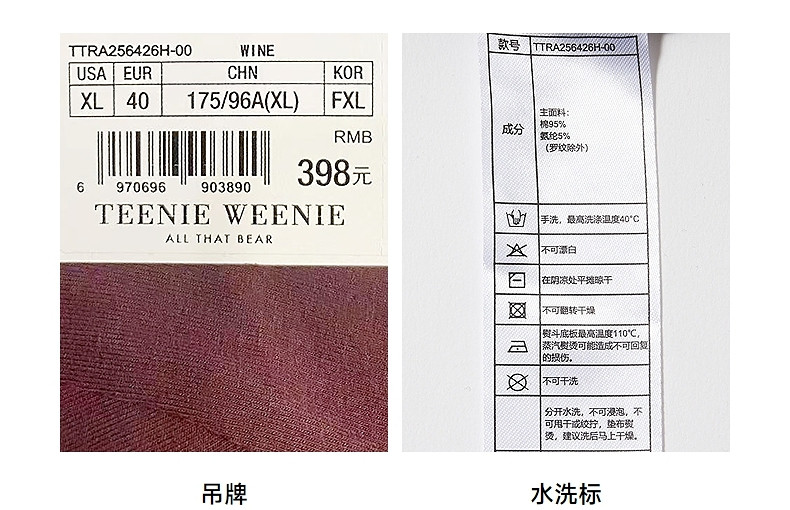 TTRA256426H-00 WINE
USA EUR CHN KOR
XL 40 175/96A(XL) FXL
RMB
398元
6 970696 903890
TEENIE WEENIE
ALL THAT BEAR
款号 TTRA256426H-00
成分
主面料：
棉95%
氨纶5%
（罗纹除外）
手洗，最高洗涤温度40°C
不可漂白
在阴凉处平摊晾干
不可翻转干燥
熨斗底板最高温度110℃，
蒸汽熨烫可能造成不可回复
的损伤。
不可干洗
分开水洗，不可浸泡，不
可甩干或绞拧，垫布熨
烫，建议洗后马上干燥。
吊牌
水洗标